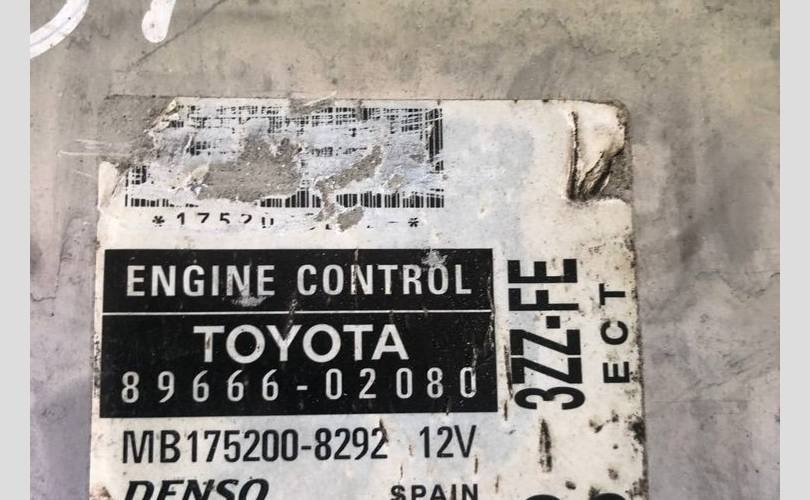 ENGINE CONTROL
TOYOTA
89666-02080
MB175200-8292 12V
DENSO SPAIN
3ZZ-FE
ECT